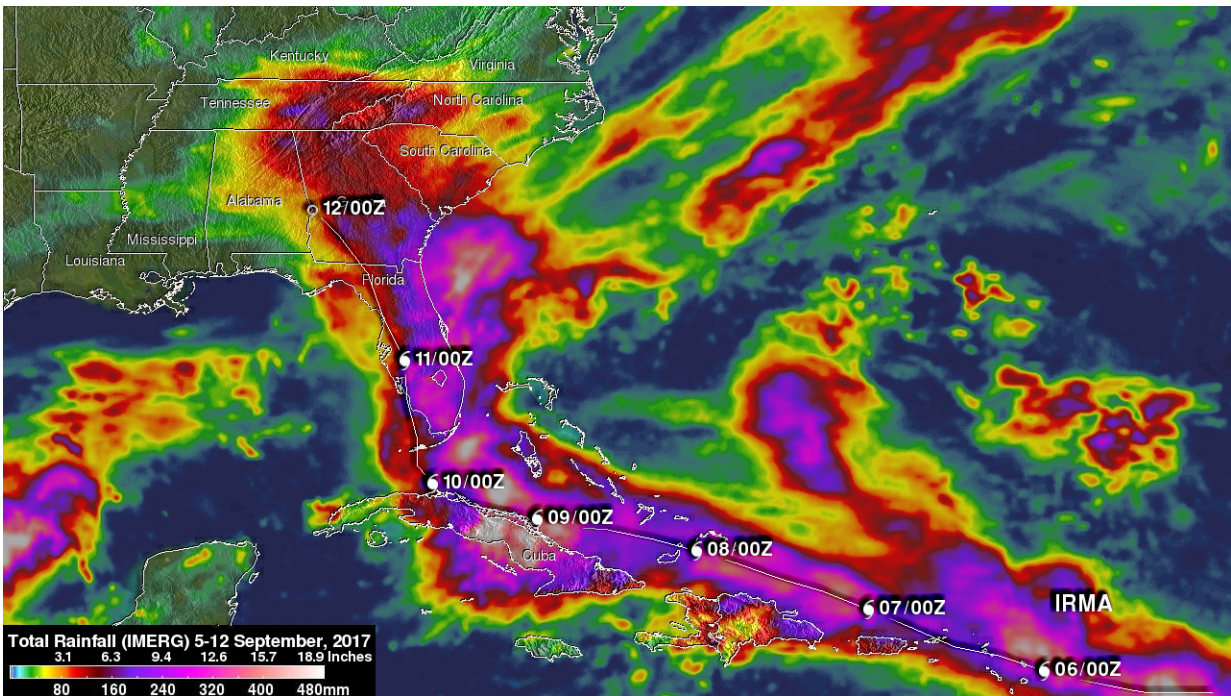 Kentucky
Virginia
Tennessee
North Carolina
South Carolina
Alabama
12/00Z
Mississippi
Louisiana
Florida
11/00Z
10/00Z
09/00Z
Cuba
08/00Z
07/00Z
IRMA
06/00Z
Total Rainfall (IMERG) 5-12 September, 2017
3.1 6.3 9.4 12.6 15.7 18.9 Inches
80 160 240 320 400 480mm